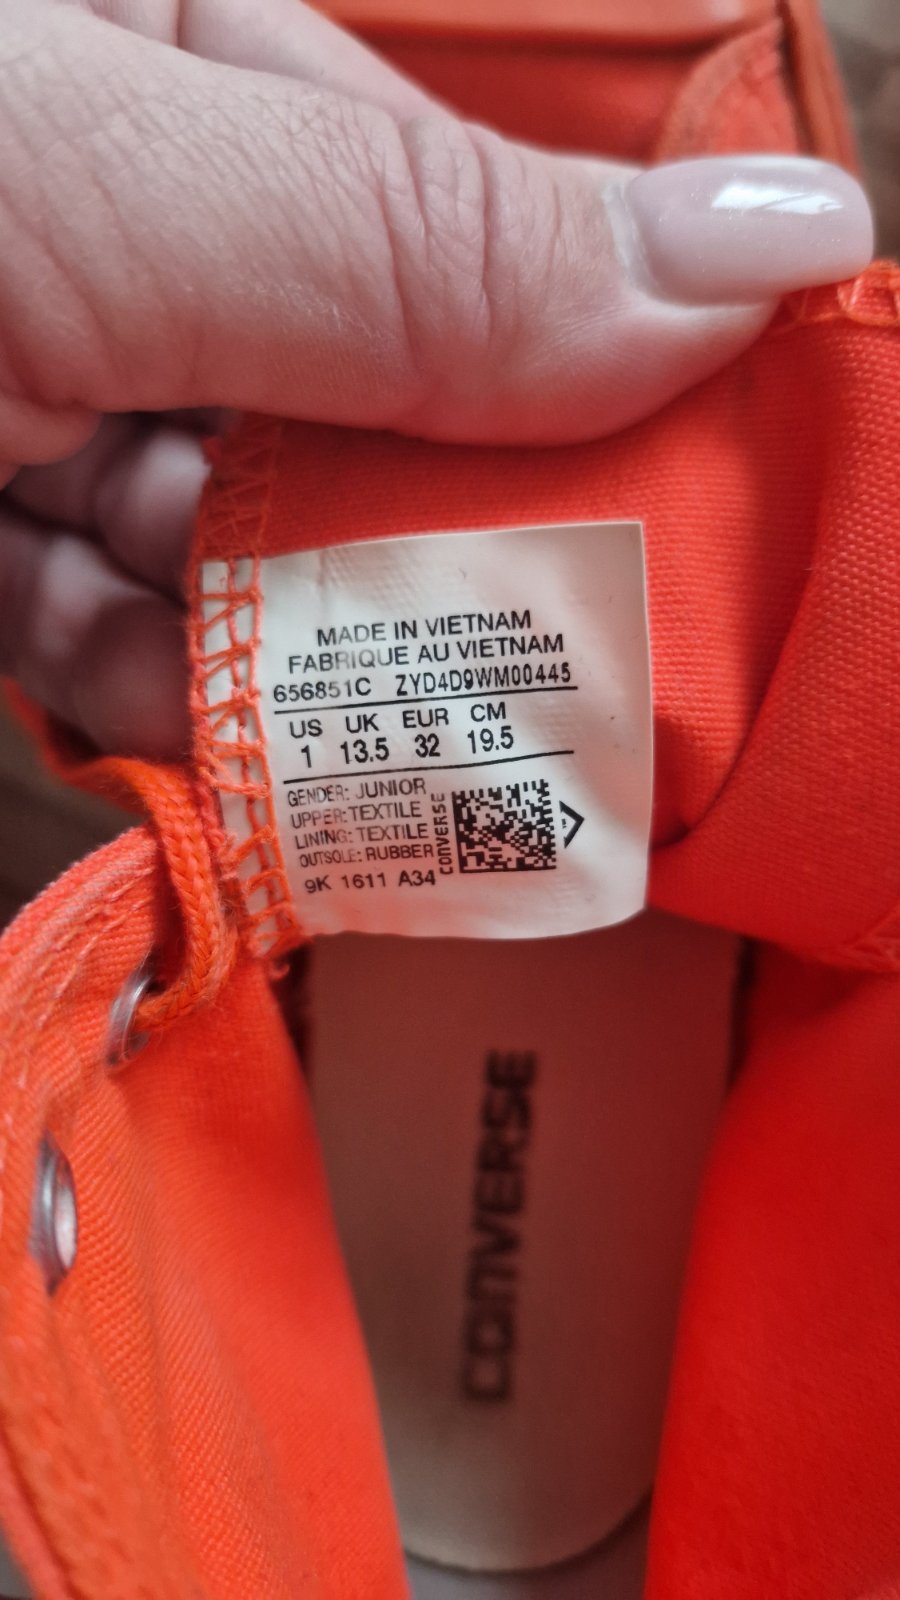 MADE IN VIETNAM
FABRIQUE AU VIETNAM
656851C ZYD4D9WM00445
US UK EUR CM
1 13.5 32 19.5
GENDER: JUNIOR
UPPER: TEXTILE
LINING: TEXTILE
OUTSOLE: RUBBER
CONVERSE
9K 1611 A34
CONVERSE